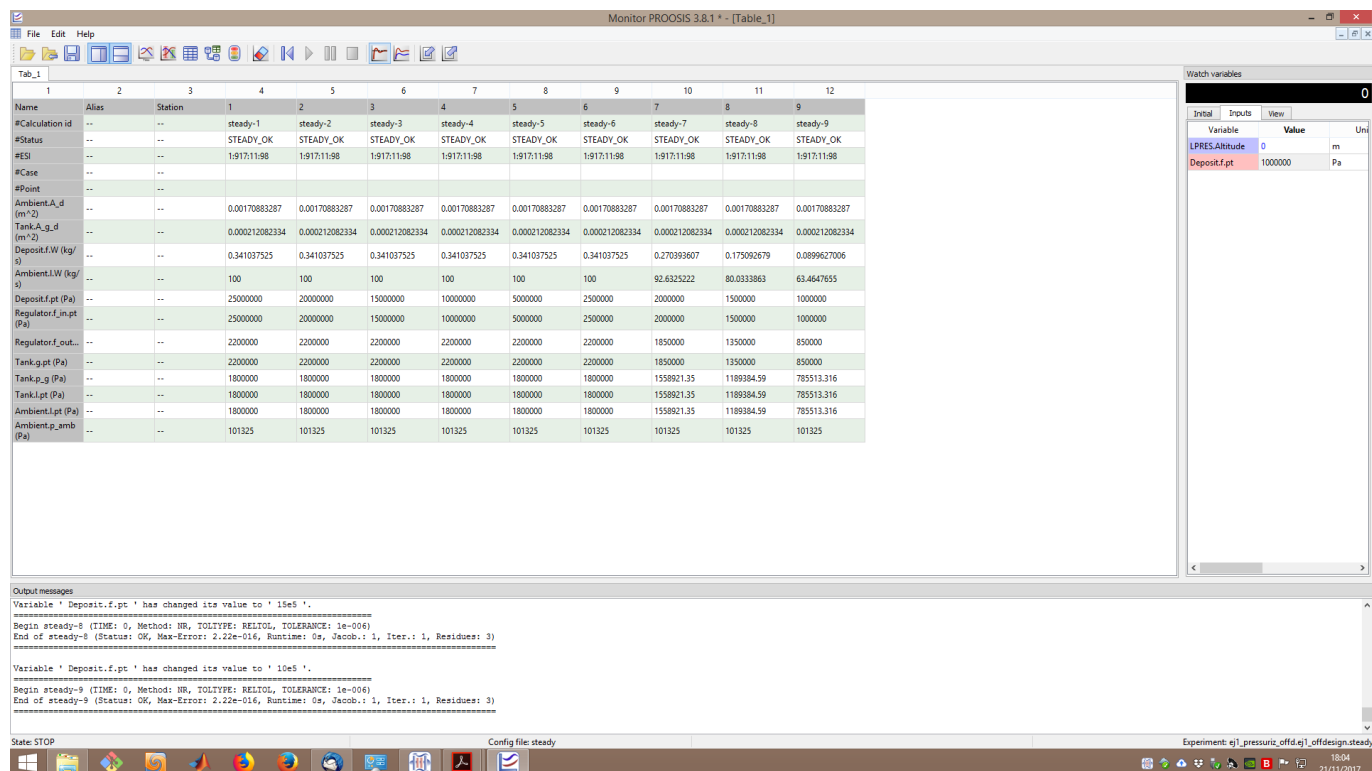 Monitor PROOSIS 3.8.1 * - [Table_1]
File Edit Help
Tab_1
1 2 3 4 5 6 7 8 9 10 11 12
Name Alias Station 1 2 3 4 5 6 7 8 9
#Calculation id -- -- steady-1 steady-2 steady-3 steady-4 steady-5 steady-6 steady-7 steady-8 steady-9
#Status -- -- STEADY_OK STEADY_OK STEADY_OK STEADY_OK STEADY_OK STEADY_OK STEADY_OK STEADY_OK STEADY_OK
#ESI -- -- 1:917:11:98 1:917:11:98 1:917:11:98 1:917:11:98 1:917:11:98 1:917:11:98 1:917:11:98 1:917:11:98 1:917:11:98
#Case -- --
#Point -- --
Ambient.A_d (m^2) -- -- 0.00170883287 0.00170883287 0.00170883287 0.00170883287 0.00170883287 0.00170883287 0.00170883287 0.00170883287 0.00170883287
Tank.A_g_d (m^2) -- -- 0.000212082334 0.000212082334 0.000212082334 0.000212082334 0.000212082334 0.000212082334 0.000212082334 0.000212082334 0.000212082334
Deposit.f.W (kg/s) -- -- 0.341037525 0.341037525 0.341037525 0.341037525 0.341037525 0.341037525 0.270393607 0.175092679 0.0899627006
Ambient.l.W (kg/s) -- -- 100 100 100 100 100 100 92.6325222 80.0333863 63.4647655
Deposit.f.pt (Pa) -- -- 25000000 20000000 15000000 10000000 5000000 2500000 2000000 1500000 1000000
Regulator.f_in.pt (Pa) -- -- 25000000 20000000 15000000 10000000 5000000 2500000 2000000 1500000 1000000
Regulator.f_out... -- -- 2200000 2200000 2200000 2200000 2200000 2200000 1850000 1350000 850000
Tank.g.pt (Pa) -- -- 2200000 2200000 2200000 2200000 2200000 2200000 1850000 1350000 850000
Tank.p_g (Pa) -- -- 1800000 1800000 1800000 1800000 1800000 1800000 1558921.35 1189384.59 785513.316
Tank.l.pt (Pa) -- -- 1800000 1800000 1800000 1800000 1800000 1800000 1558921.35 1189384.59 785513.316
Ambient.l.pt (Pa) -- -- 1800000 1800000 1800000 1800000 1800000 1800000 1558921.35 1189384.59 785513.316
Ambient.p_amb (Pa) -- -- 101325 101325 101325 101325 101325 101325 101325 101325 101325
Watch variables
0
Initial Inputs View
Variable Value Uni
LPRES.Altitude 0 m
Deposit.f.pt 1000000 Pa
Output messages
Variable ' Deposit.f.pt ' has changed its value to ' 15e5 '.
Begin steady-8 (TIME: 0, Method: NR, TOLTYPE: RELTOL, TOLERANCE: 1e-006)
End of steady-8 (Status: OK, Max-Error: 2.22e-016, Runtime: 0s, Jacob.: 1, Iter.: 1, Residues: 3)
Variable ' Deposit.f.pt ' has changed its value to ' 10e5 '.
Begin steady-9 (TIME: 0, Method: NR, TOLTYPE: RELTOL, TOLERANCE: 1e-006)
End of steady-9 (Status: OK, Max-Error: 2.22e-016, Runtime: 0s, Jacob.: 1, Iter.: 1, Residues: 3)
State: STOP
Config file: steady
Experiment: ej1_pressuriz_offd.ej1_offdesign.steady
18:04
21/11/2017